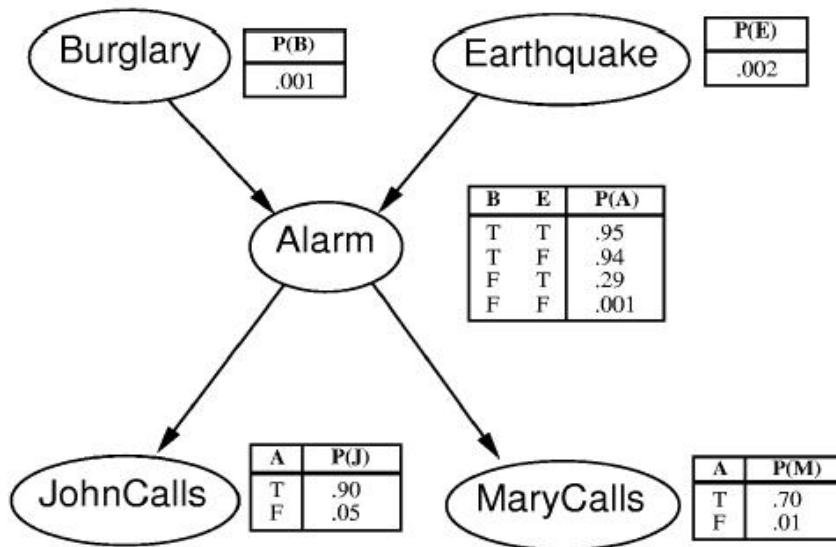 Burglary
P(B)
.001
Earthquake
P(E)
.002
Alarm
B E P(A)
T T .95
T F .94
F T .29
F F .001
JohnCalls
A P(J)
T .90
F .05
MaryCalls
A P(M)
T .70
F .01